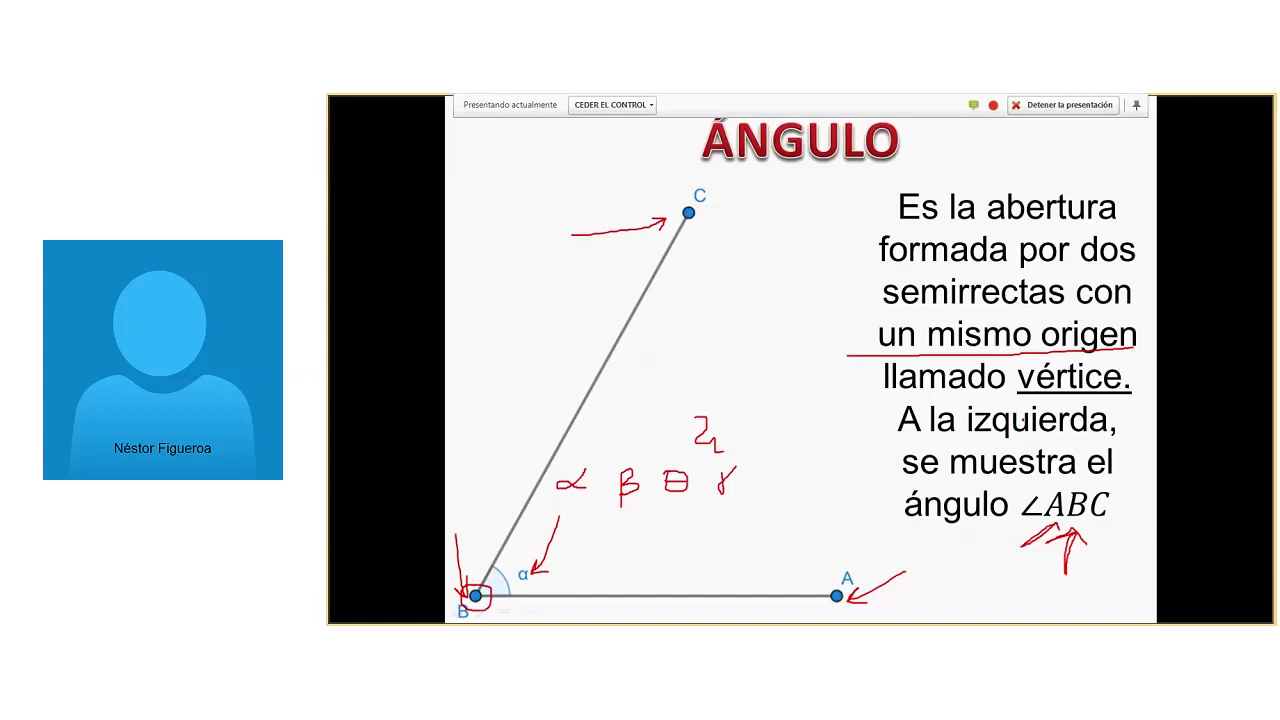 Presentando actualmente
CEDER EL CONTROL
Detener la presentación
ÁNGULO
C
Es la abertura
formada por dos
semirrectas con
un mismo origen
llamado vértice.
A la izquierda,
se muestra el
ángulo ∠ABC
α β θ γ
α
A
B
Néstor Figueroa